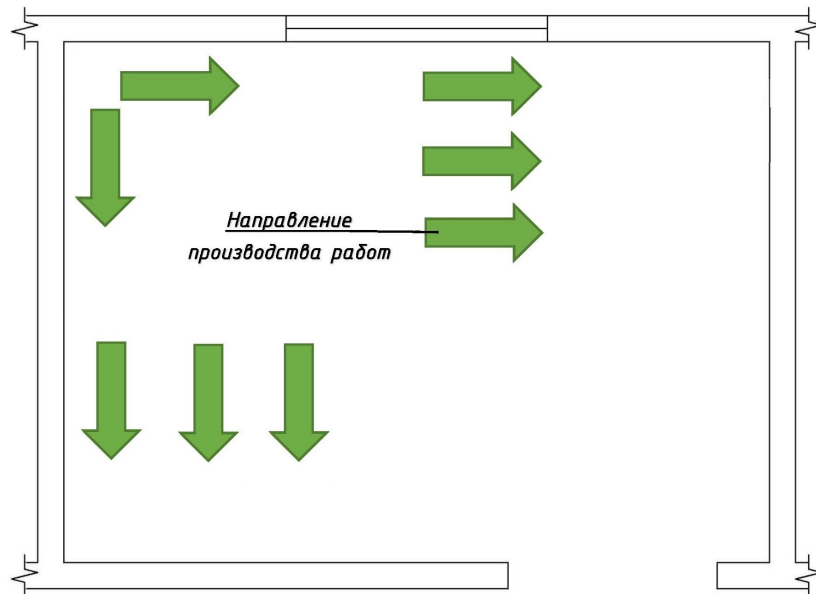 Направление
производства работ